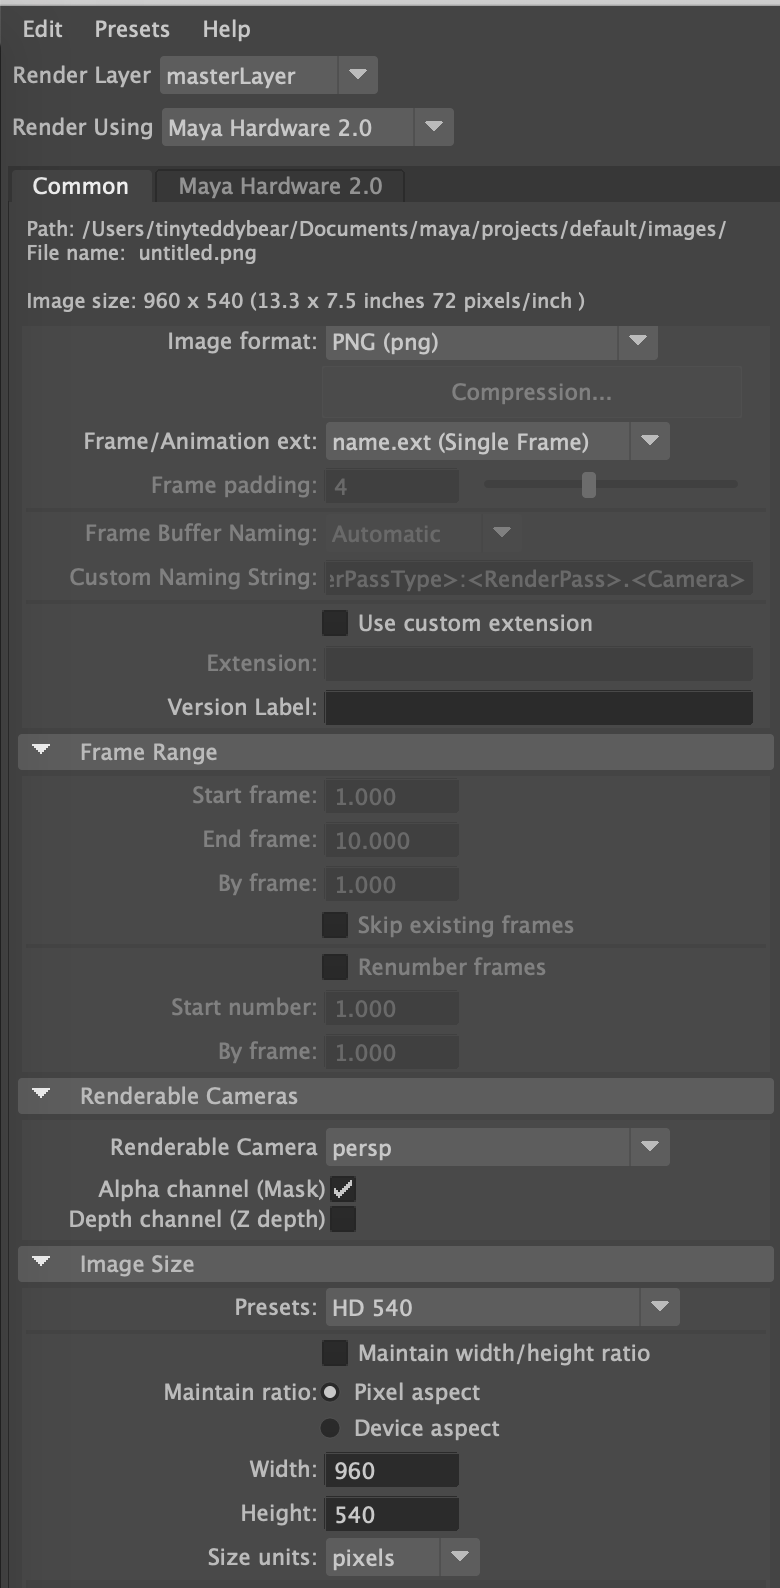 Edit Presets Help
Render Layer masterLayer
Render Using Maya Hardware 2.0
Common Maya Hardware 2.0
Path: /Users/tinyteddybear/Documents/maya/projects/default/images/
File name: untitled.png
Image size: 960 x 540 (13.3 x 7.5 inches 72 pixels/inch )
Image format: PNG (png)
Compression...
Frame/Animation ext: name.ext (Single Frame)
Frame padding: 4
Frame Buffer Naming: Automatic
Custom Naming String: erPassType>:<RenderPass>.<Camera>
Use custom extension
Extension:
Version Label:
Frame Range
Start frame: 1.000
End frame: 10.000
By frame: 1.000
Skip existing frames
Renumber frames
Start number: 1.000
By frame: 1.000
Renderable Cameras
Renderable Camera persp
Alpha channel (Mask)
Depth channel (Z depth)
Image Size
Presets: HD 540
Maintain width/height ratio
Maintain ratio: Pixel aspect
Device aspect
Width: 960
Height: 540
Size units: pixels